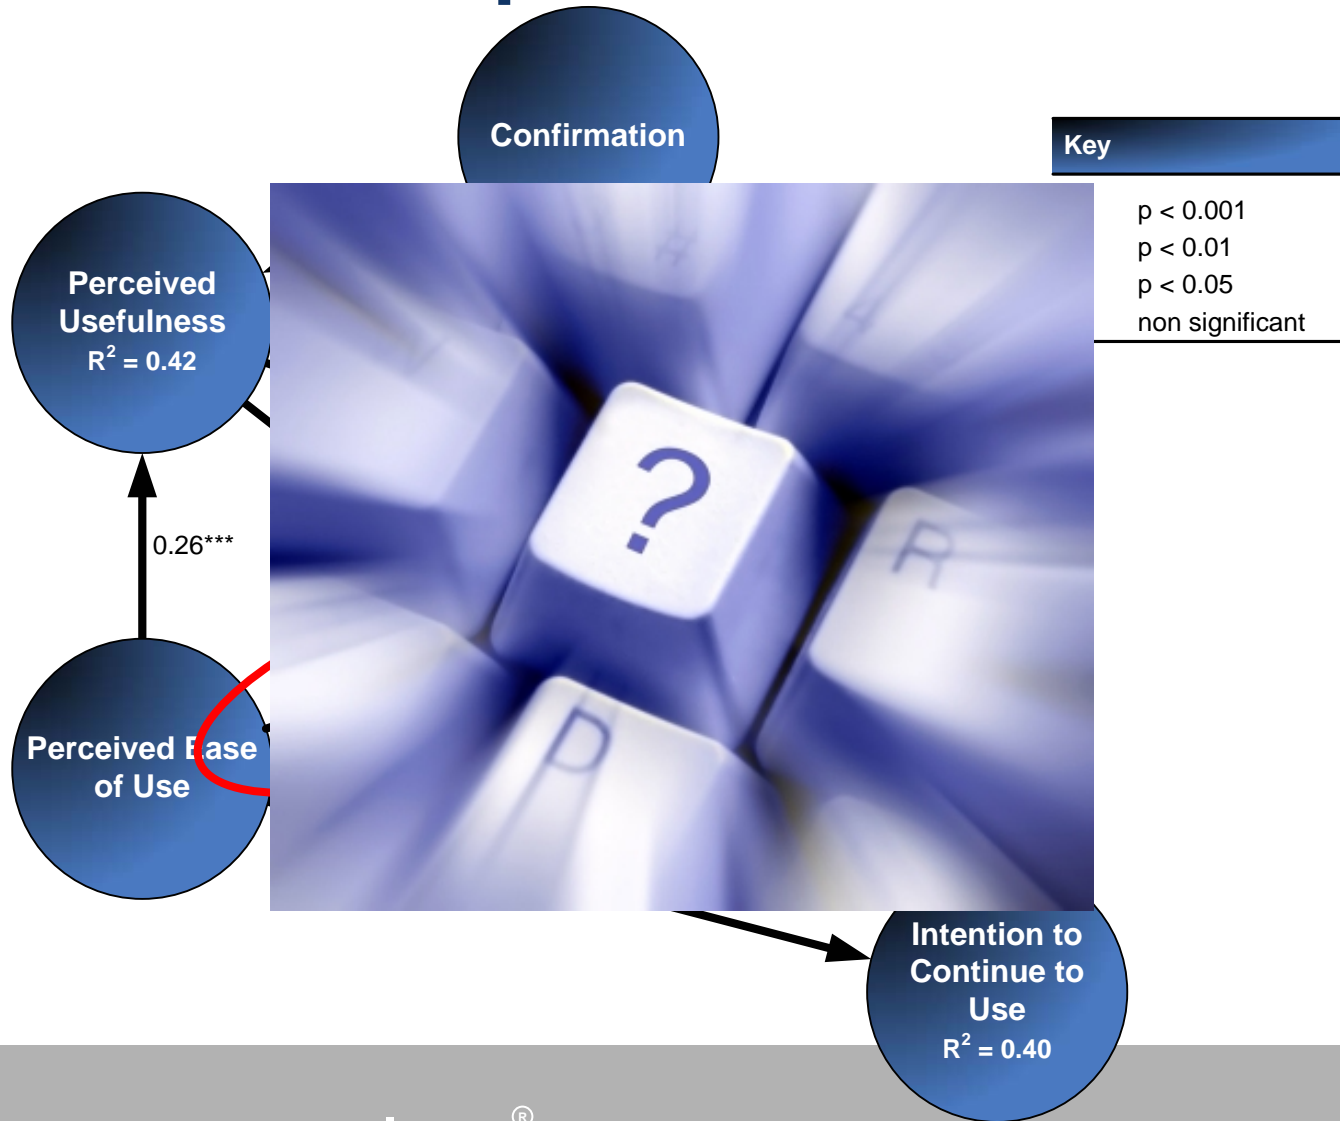 Confirmation
Key
p < 0.001
p < 0.01
p < 0.05
non significant
Perceived
Usefulness
R² = 0.42
?
R
0.26***
D
Perceived Ease
of Use
Intention to
Continue to
Use
R² = 0.40
®